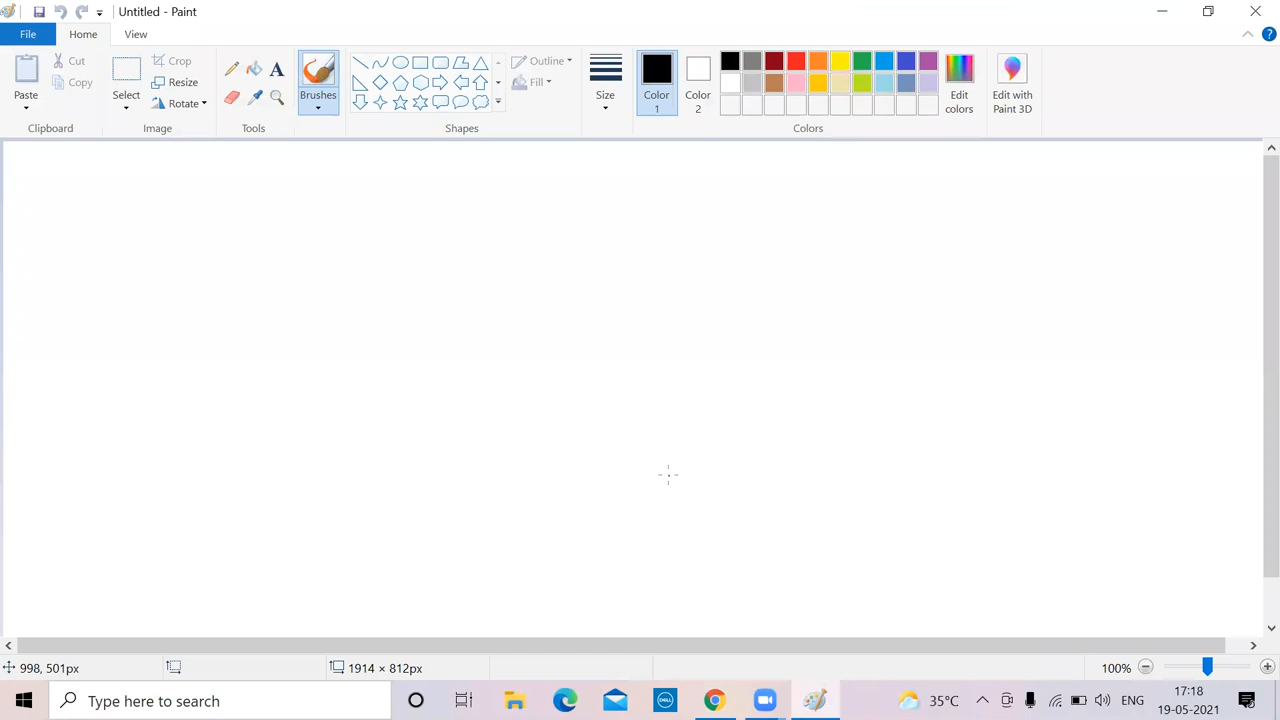 Untitled - Paint
File Home View
Paste
Cut
Copy
Clipboard
Select
Crop
Resize
Rotate
Image
A
Tools
Brushes
Shapes
Outline
Fill
Size
Color 1
Color 2
Edit colors
Colors
Edit with Paint 3D
998, 501px
1914 × 812px
100%
Type here to search
DELL
35°C
ENG
17:18
19-05-2021